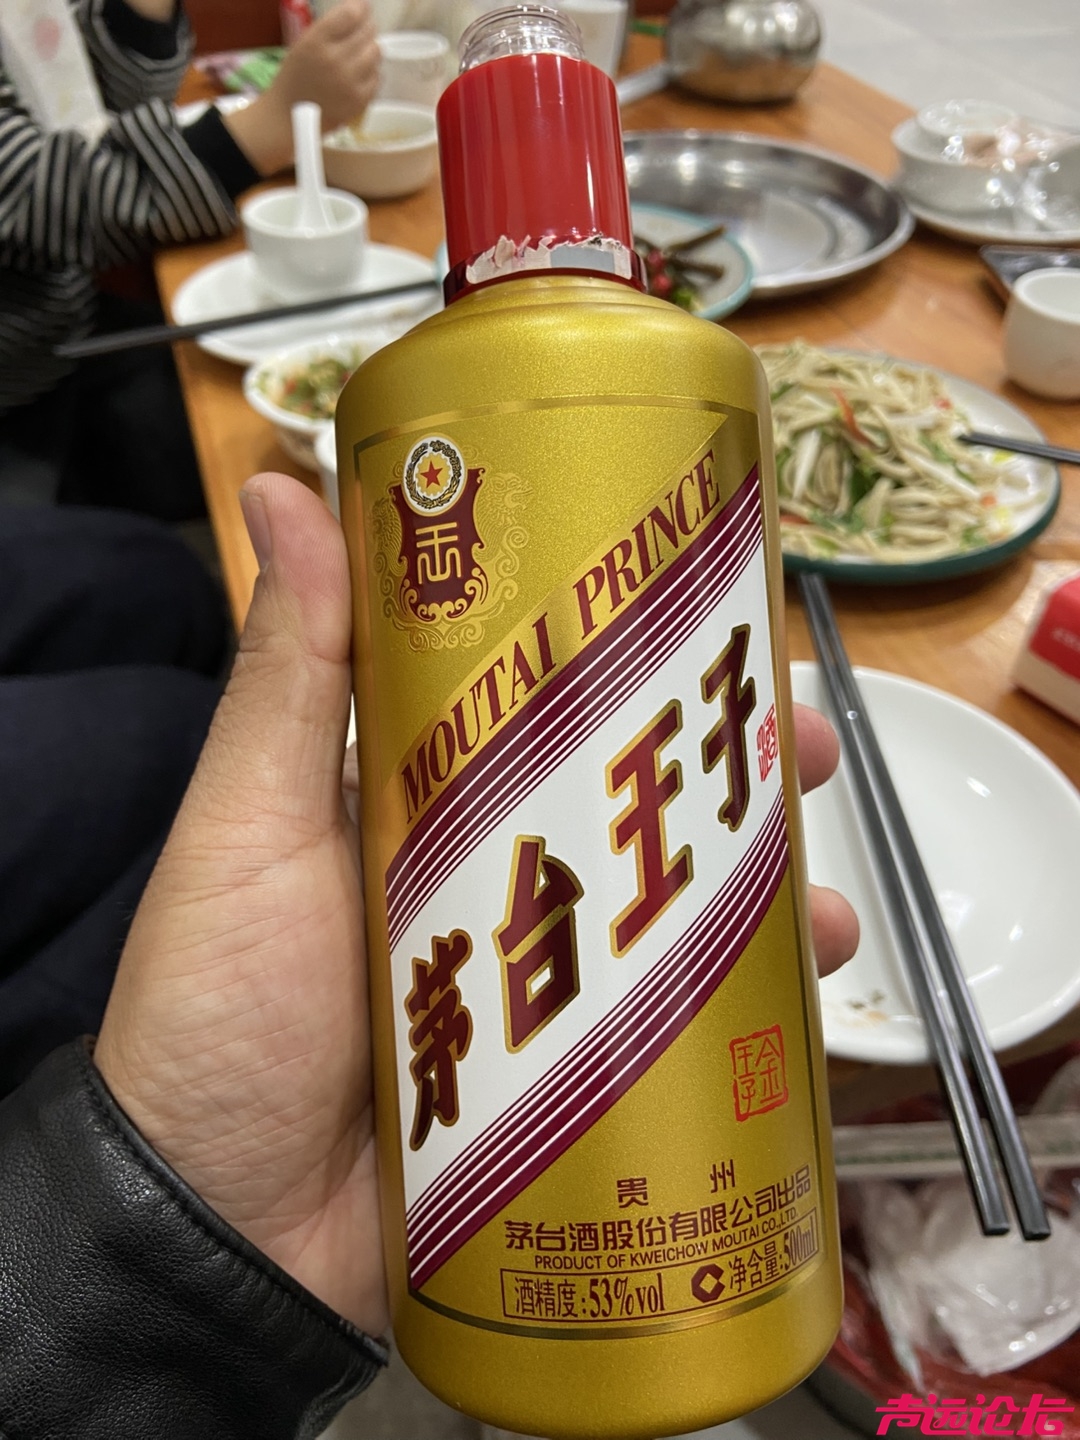 MOUTAI PRINCE
茅台王子
酒
金
王子
贵州
茅台酒股份有限公司出品
PRODUCT OF KWEICHOW MOUTAI CO.,LTD.
酒精度:53%vol 净含量:500ml
声远论坛